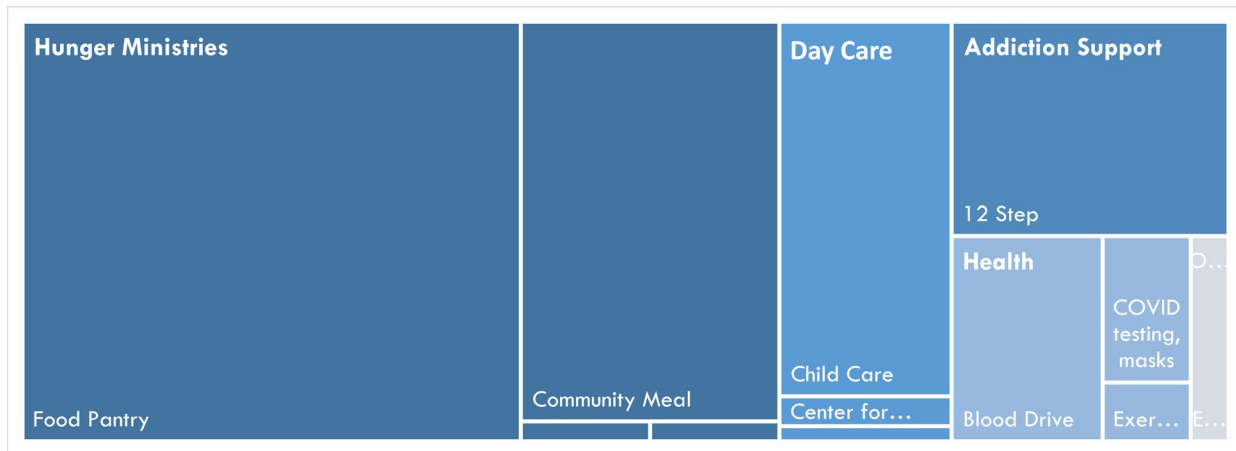 Hunger Ministries
Food Pantry
Community Meal
Day Care
Child Care
Center for…
Addiction Support
12 Step
Health
Blood Drive
COVID
testing,
masks
Exer…
O…
E…